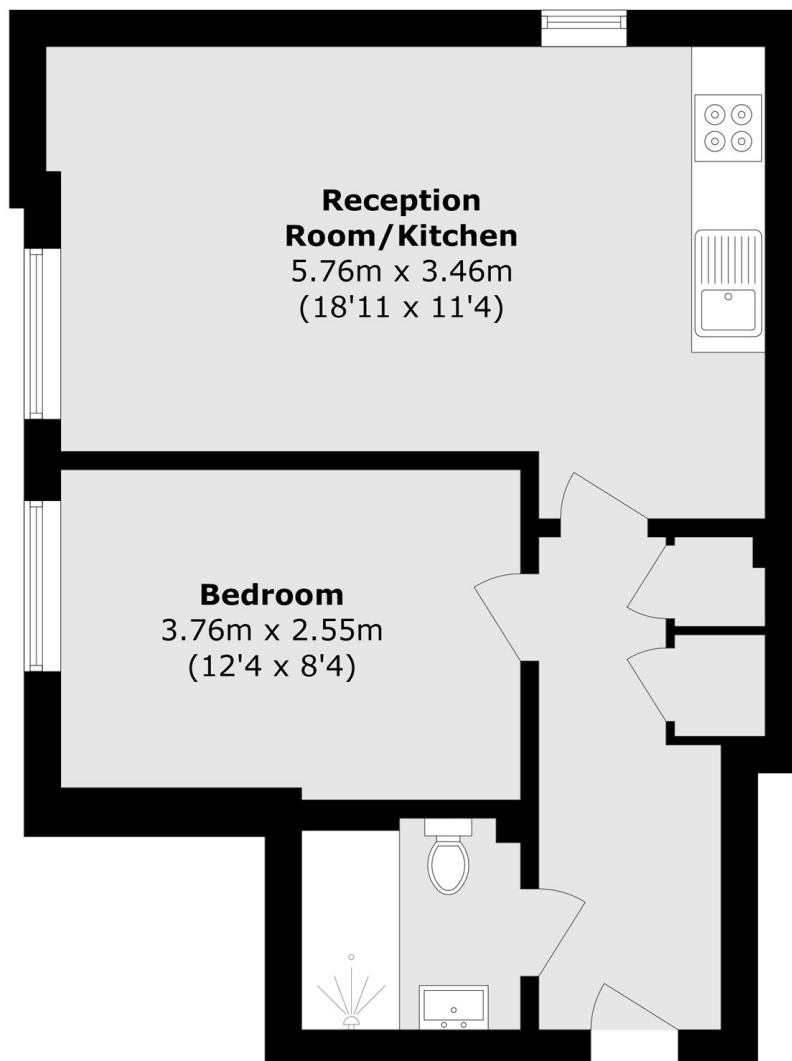 Reception
Room/Kitchen
5.76m x 3.46m
(18'11 x 11'4)
Bedroom
3.76m x 2.55m
(12'4 x 8'4)